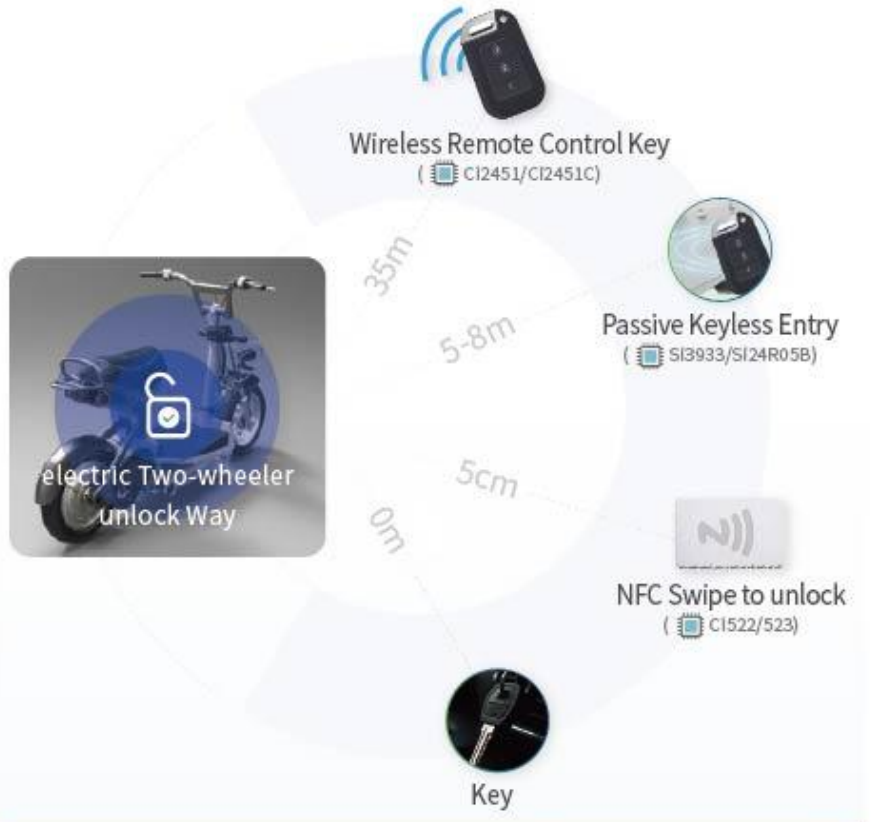 Wireless Remote Control Key
( CI2451/CI2451C)
35m
5-8m
Passive Keyless Entry
( SI3933/SI24R05B)
electric Two-wheeler
unlock Way
5cm
0m
NFC Swipe to unlock
( CI522/523)
Key